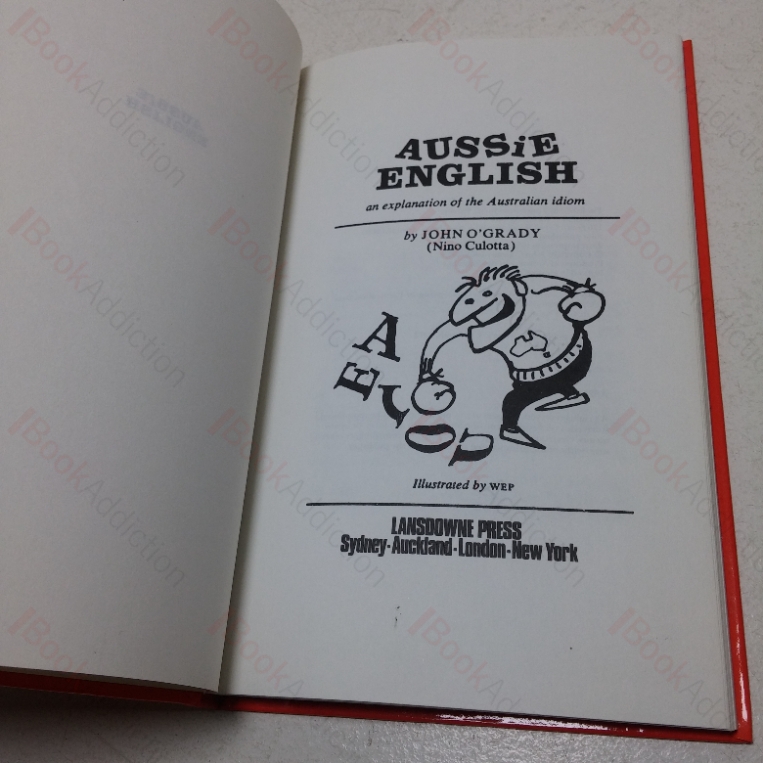 AUSSiE
ENGLISH
an explanation of the Australian idiom
by JOHN O'GRADY
(Nino Culotta)
A
E
I
O
U
Illustrated by WEP
LANSDOWNE PRESS
Sydney·Auckland·London·New York
BookAddiction